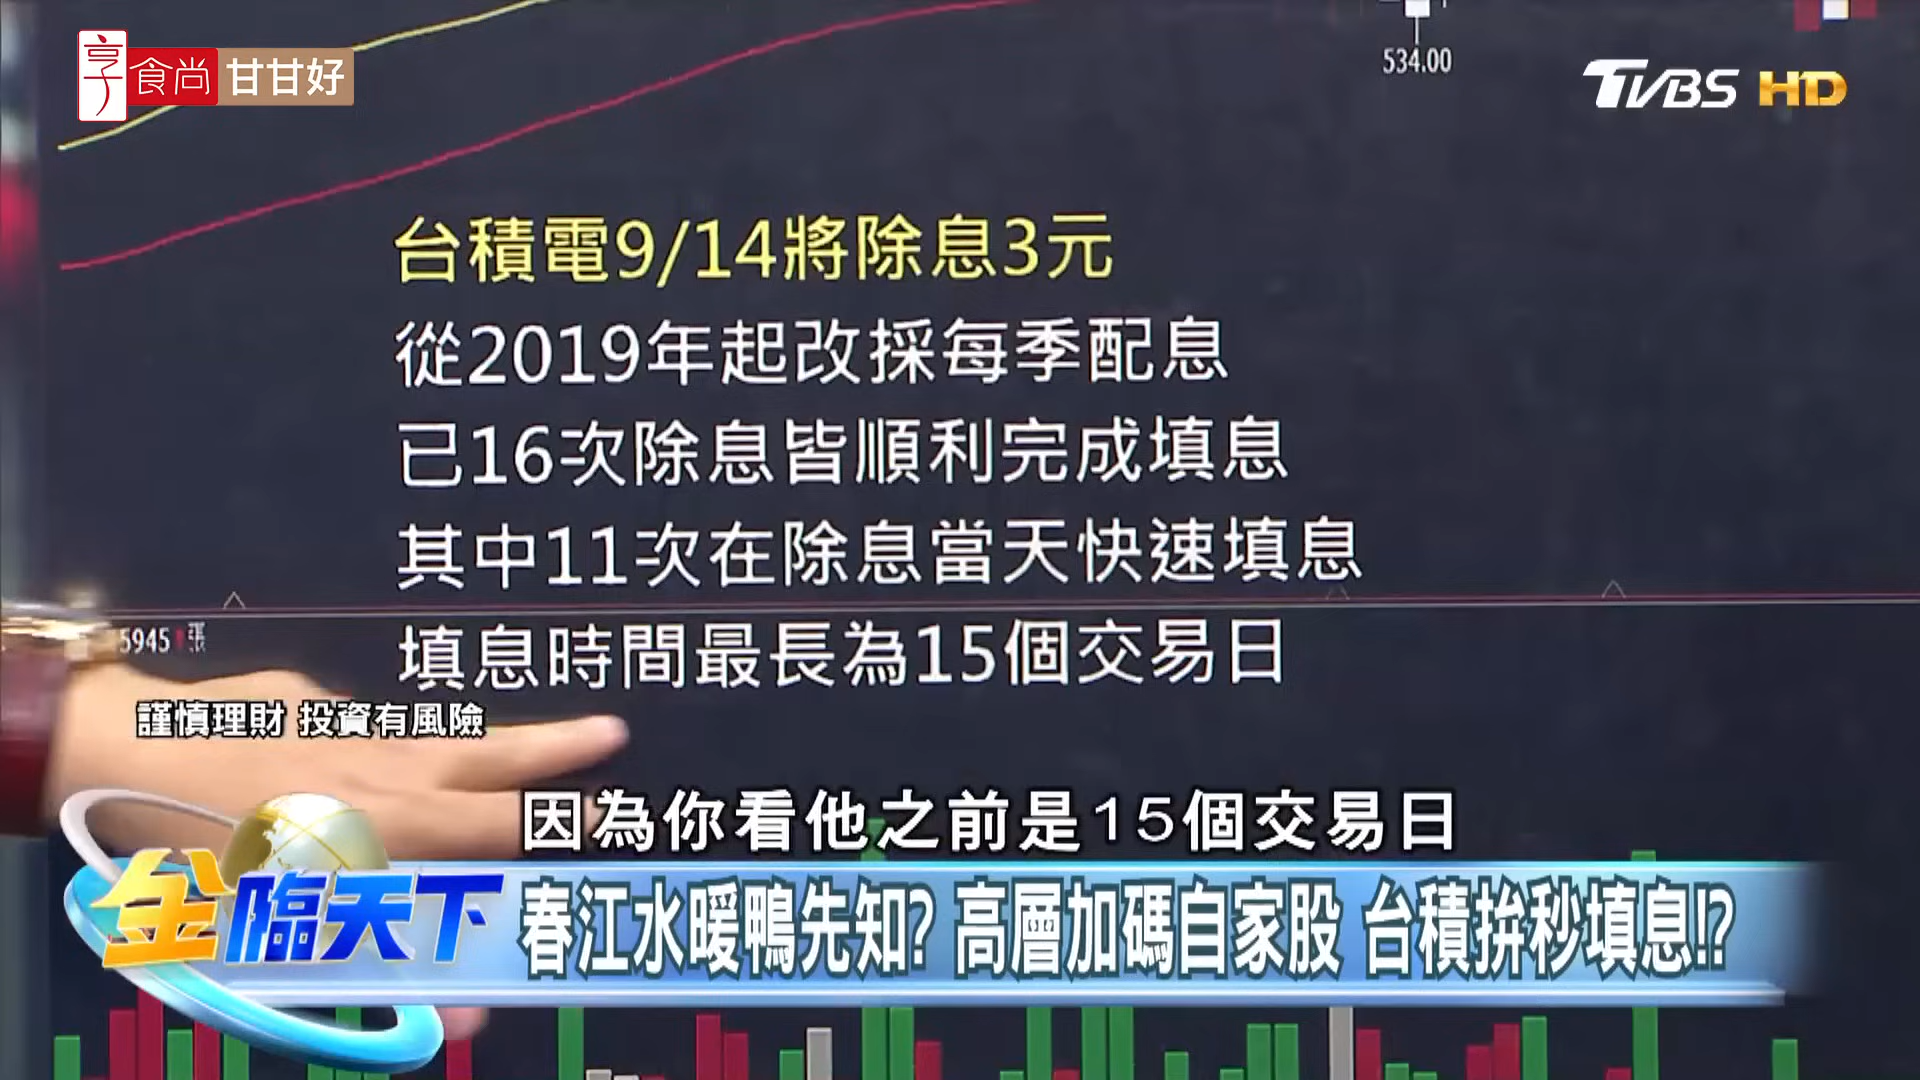 享
食尚 甘甘好
534.00
TVBS HD
台積電9/14將除息3元
從2019年起改採每季配息
已16次除息皆順利完成填息
其中11次在除息當天快速填息
5945 張
填息時間最長為15個交易日
謹慎理財 投資有風險
因為你看他之前是15個交易日
金臨天下
春江水暖鴨先知? 高層加碼自家股 台積拚秒填息!?